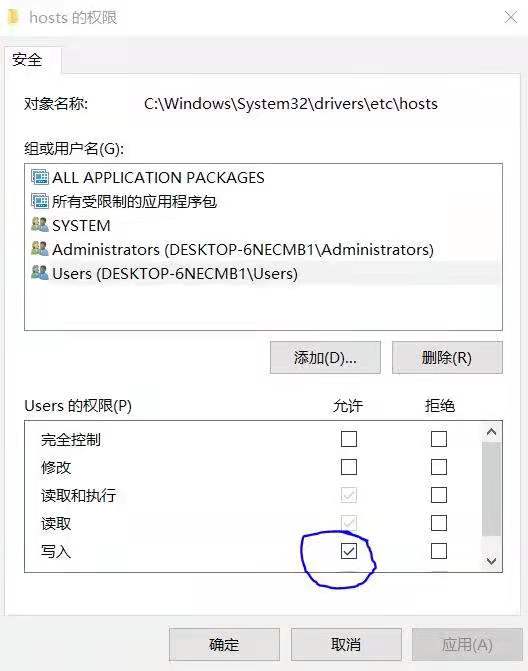 hosts 的权限
安全
对象名称: C:\Windows\System32\drivers\etc\hosts
组或用户名(G):
ALL APPLICATION PACKAGES
所有受限制的应用程序包
SYSTEM
Administrators (DESKTOP-6NECMB1\Administrators)
Users (DESKTOP-6NECMB1\Users)
添加(D)... 删除(R)
Users 的权限(P) 允许 拒绝
完全控制
修改
读取和执行
读取
写入
确定 取消 应用(A)